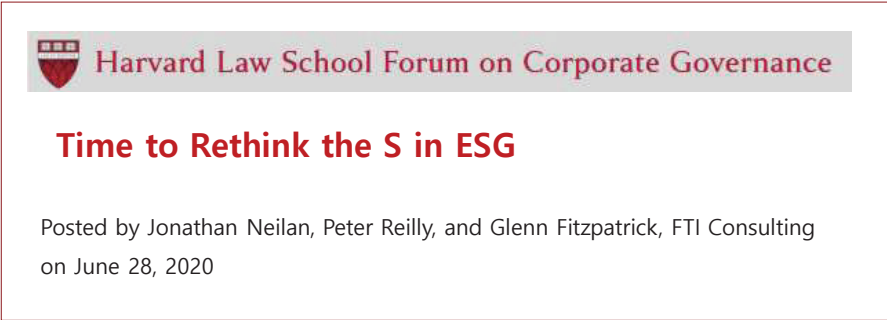 Harvard Law School Forum on Corporate Governance
Time to Rethink the S in ESG
Posted by Jonathan Neilan, Peter Reilly, and Glenn Fitzpatrick, FTI Consulting
on June 28, 2020